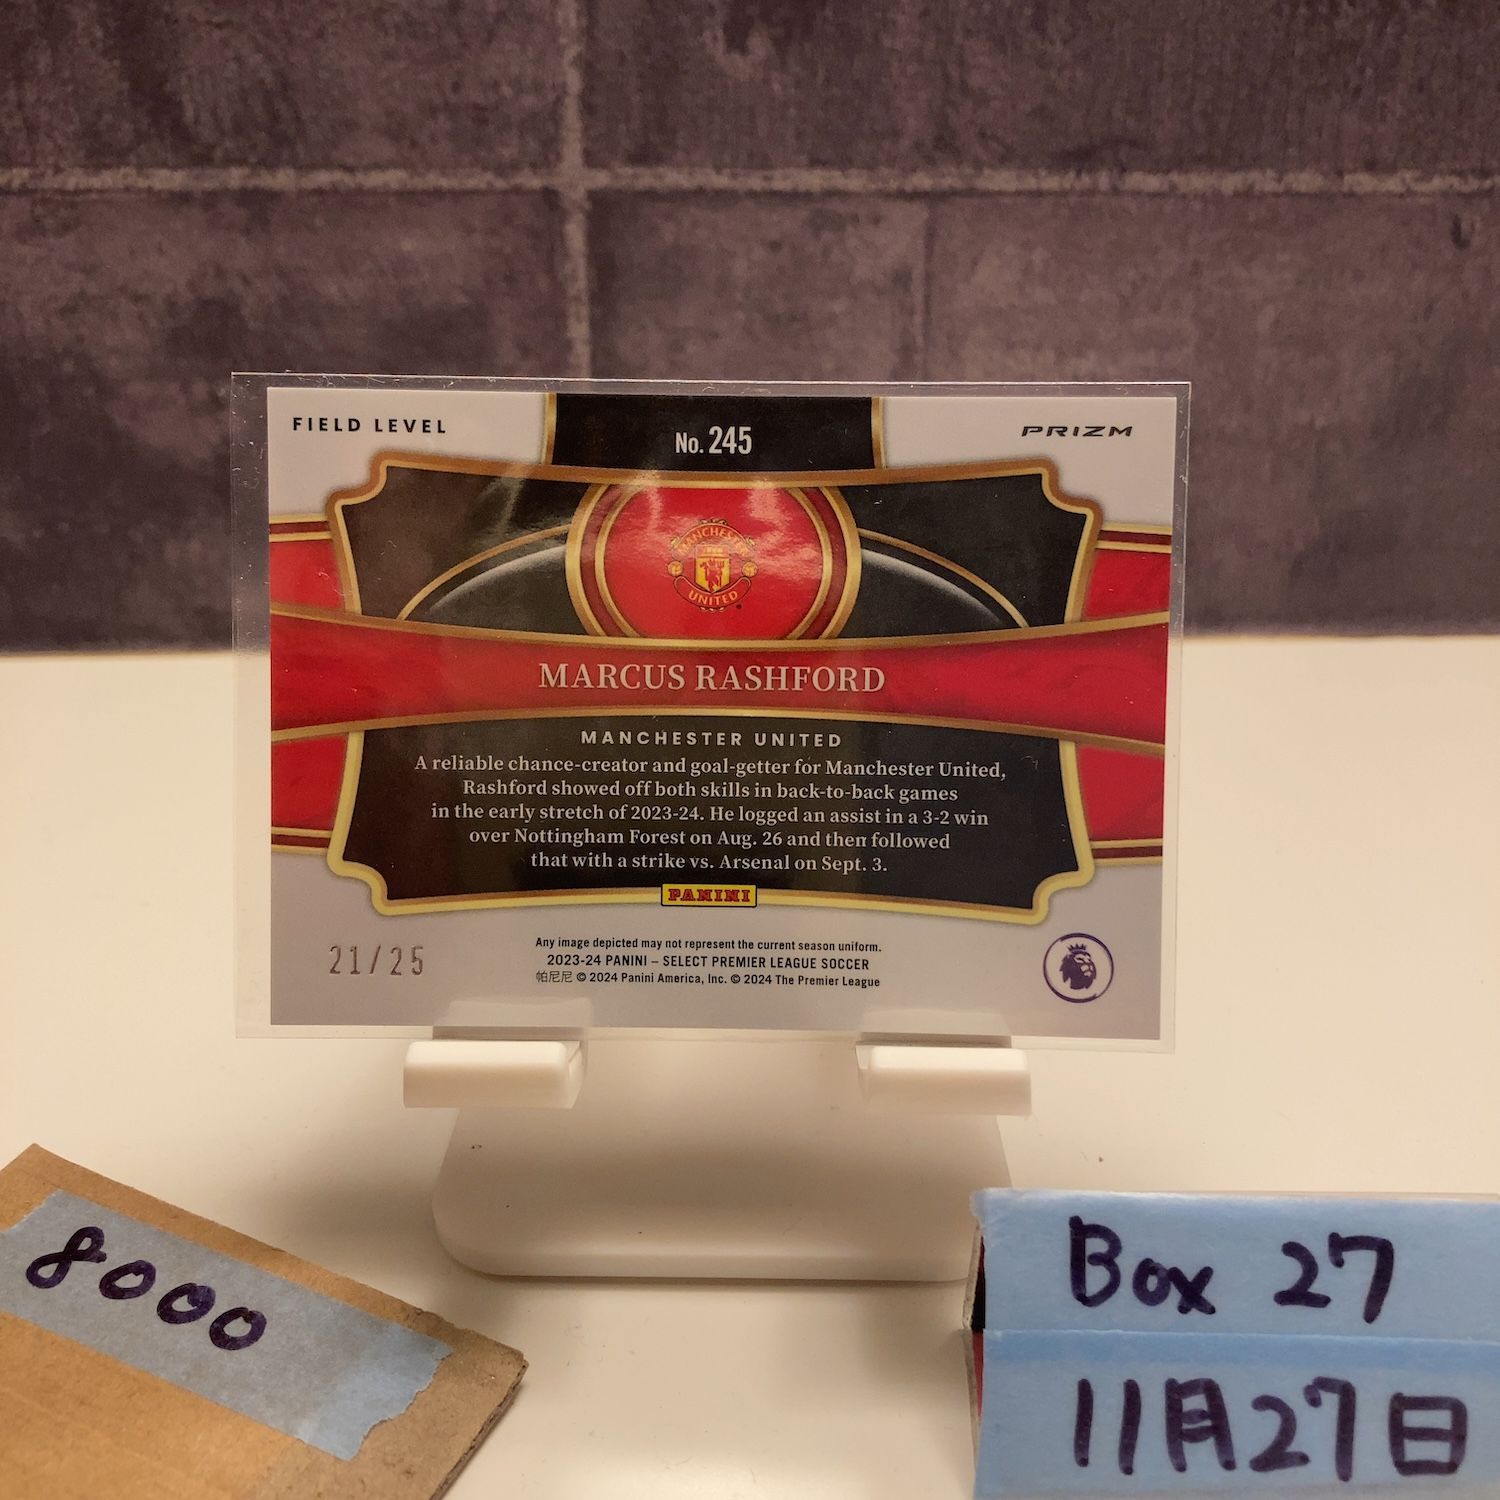 FIELD LEVEL
No. 245
PRIZM
MANCHESTER
UNITED
MARCUS RASHFORD
MANCHESTER UNITED
A reliable chance-creator and goal-getter for Manchester United,
Rashford showed off both skills in back-to-back games
in the early stretch of 2023-24. He logged an assist in a 3-2 win
over Nottingham Forest on Aug. 26 and then followed
that with a strike vs. Arsenal on Sept. 3.
PANINI
21/25
Any image depicted may not represent the current season uniform.
2023-24 PANINI – SELECT PREMIER LEAGUE SOCCER
帕尼尼 © 2024 Panini America, Inc. © 2024 The Premier League
8000
Box 27
11月27日